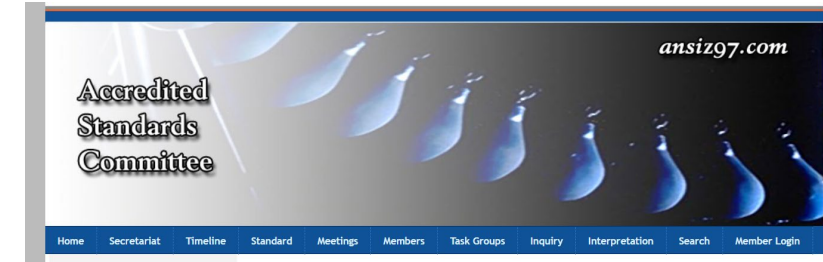 ansiz97.com
Accredited
Standards
Committee
Home Secretariat Timeline Standard Meetings Members Task Groups Inquiry Interpretation Search Member Login